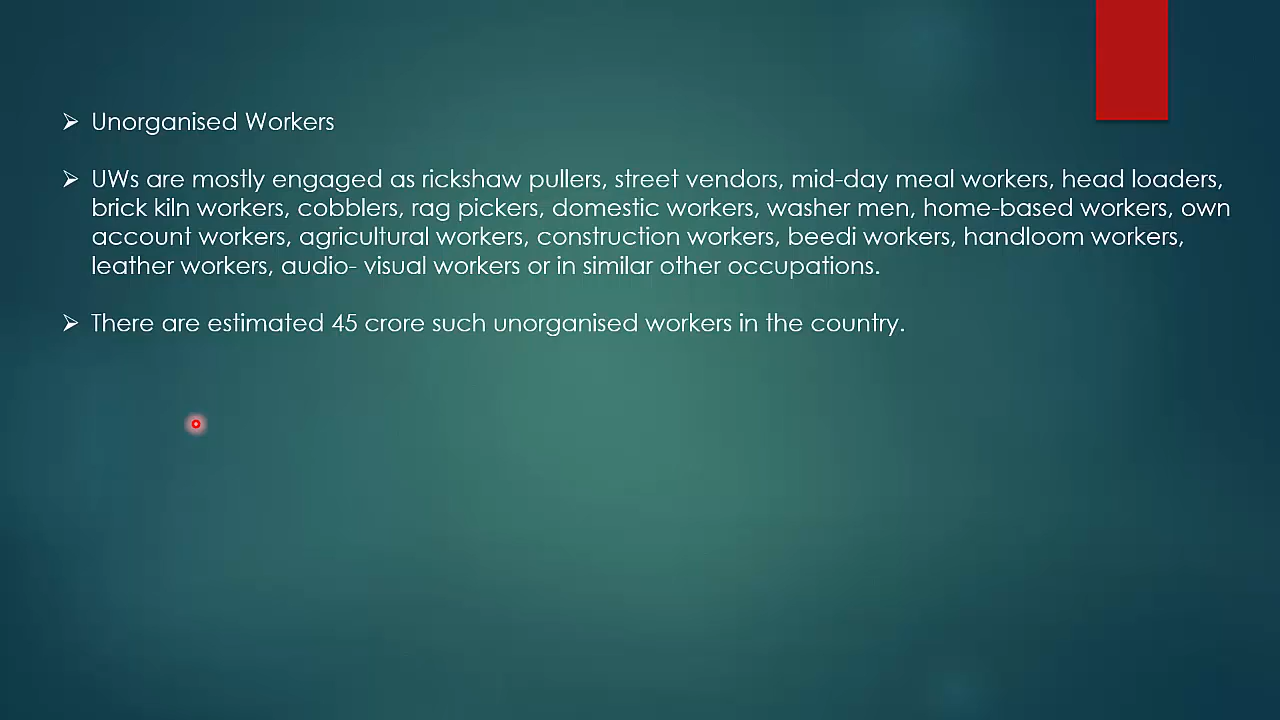 Unorganised Workers
UWs are mostly engaged as rickshaw pullers, street vendors, mid-day meal workers, head loaders,
brick kiln workers, cobblers, rag pickers, domestic workers, washer men, home-based workers, own
account workers, agricultural workers, construction workers, beedi workers, handloom workers,
leather workers, audio- visual workers or in similar other occupations.
There are estimated 45 crore such unorganised workers in the country.